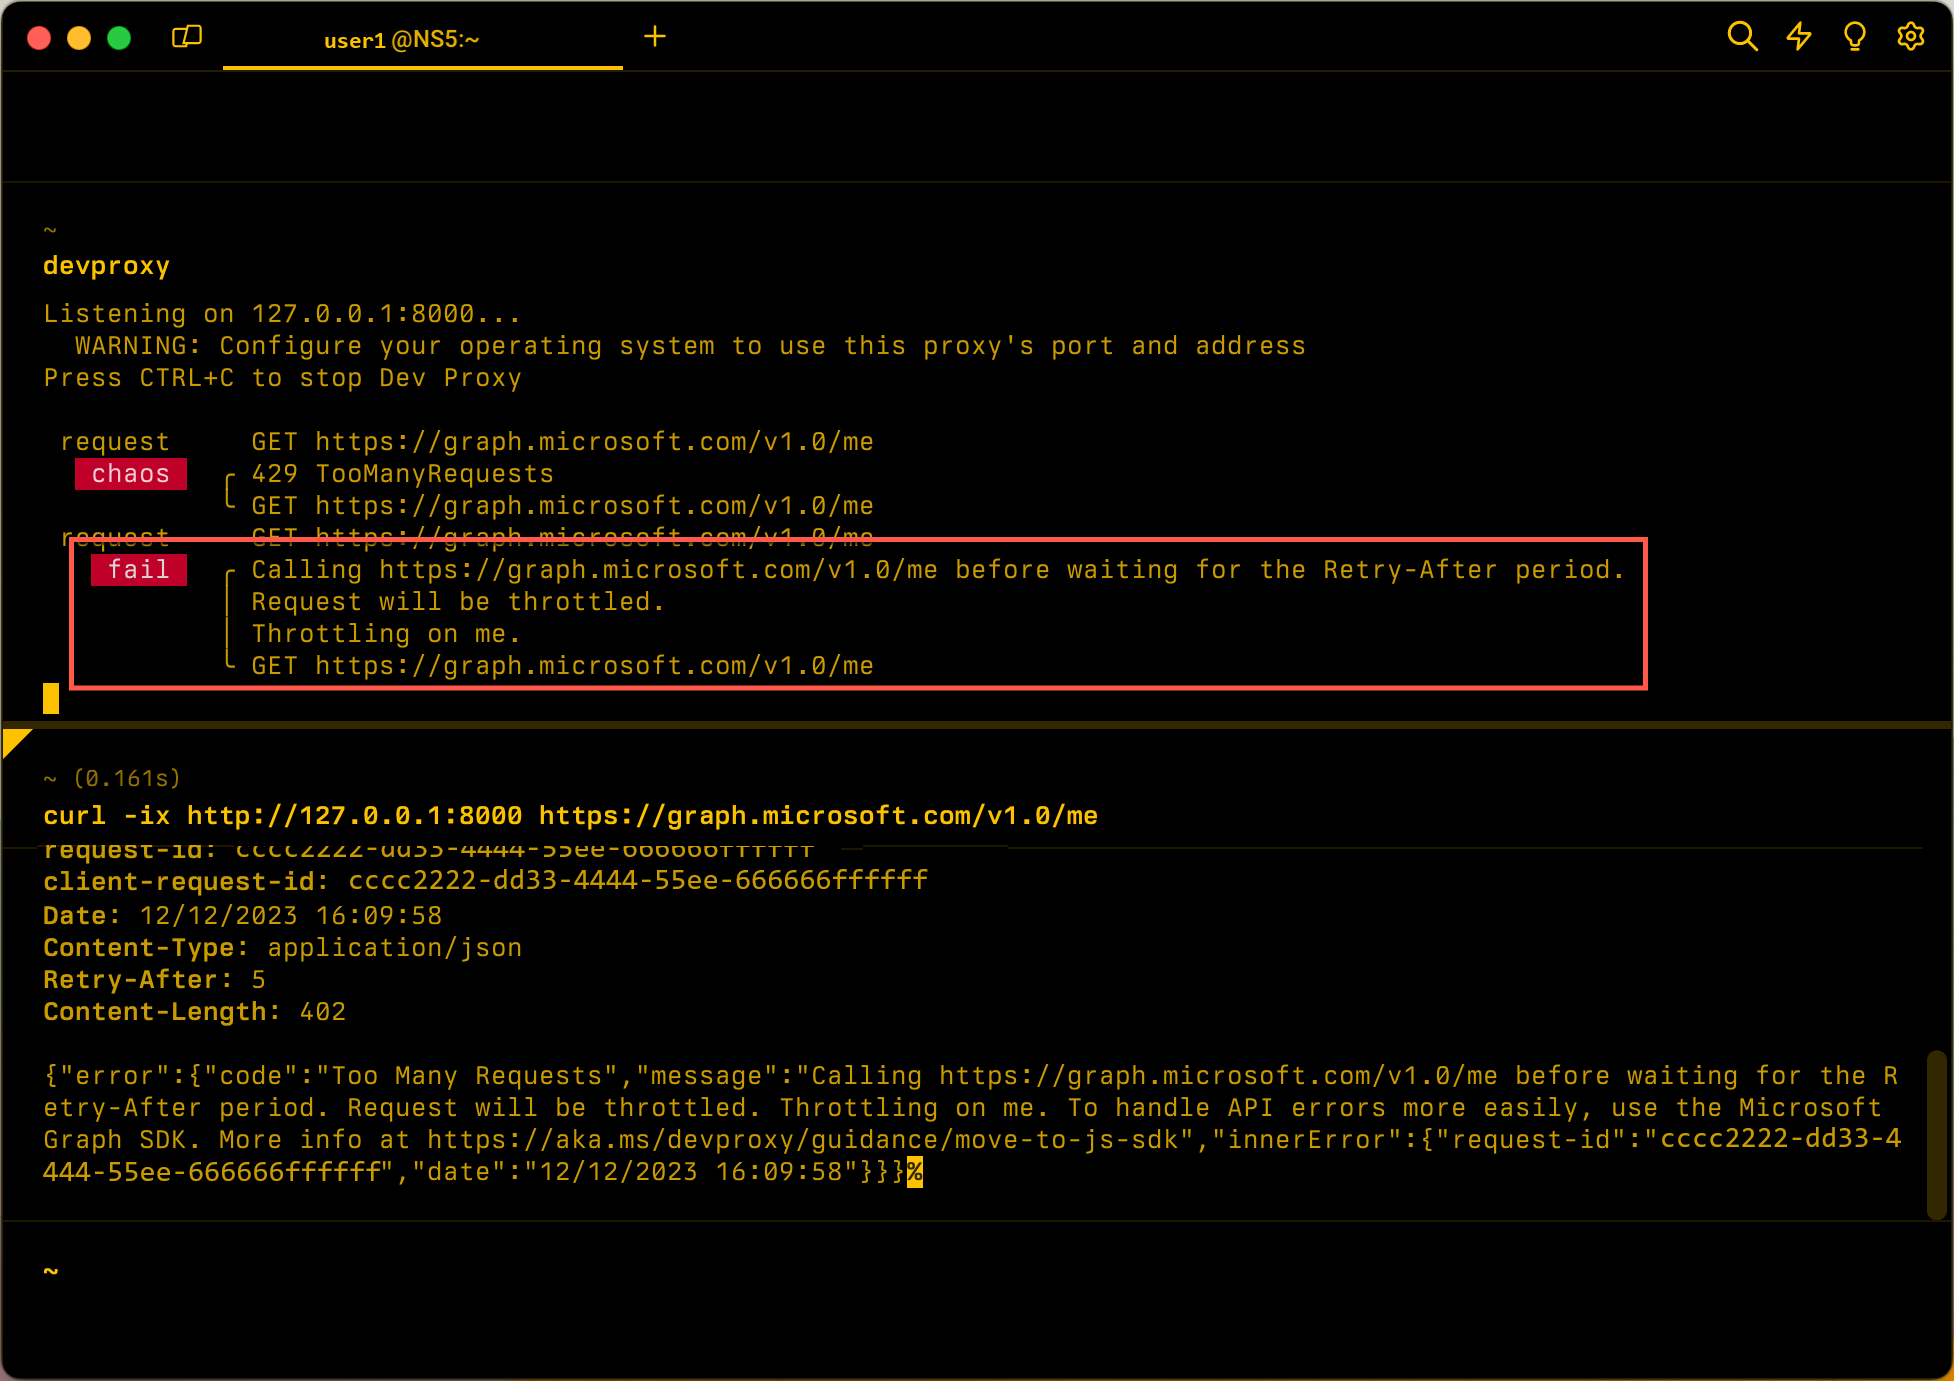 user1 @NS5:~
~
devproxy
Listening on 127.0.0.1:8000...
WARNING: Configure your operating system to use this proxy's port and address
Press CTRL+C to stop Dev Proxy
request GET https://graph.microsoft.com/v1.0/me
chaos 429 TooManyRequests
GET https://graph.microsoft.com/v1.0/me
request GET https://graph.microsoft.com/v1.0/me
fail Calling https://graph.microsoft.com/v1.0/me before waiting for the Retry-After period.
Request will be throttled.
Throttling on me.
GET https://graph.microsoft.com/v1.0/me
~ (0.161s)
curl -ix http://127.0.0.1:8000 https://graph.microsoft.com/v1.0/me
request-id: cccc2222-dd33-4444-55ee-666666ffffff
client-request-id: cccc2222-dd33-4444-55ee-666666ffffff
Date: 12/12/2023 16:09:58
Content-Type: application/json
Retry-After: 5
Content-Length: 402
{"error":{"code":"Too Many Requests","message":"Calling https://graph.microsoft.com/v1.0/me before waiting for the R
etry-After period. Request will be throttled. Throttling on me. To handle API errors more easily, use the Microsoft
Graph SDK. More info at https://aka.ms/devproxy/guidance/move-to-js-sdk","innerError":{"request-id":"cccc2222-dd33-4
444-55ee-666666ffffff","date":"12/12/2023 16:09:58"}}}%
~